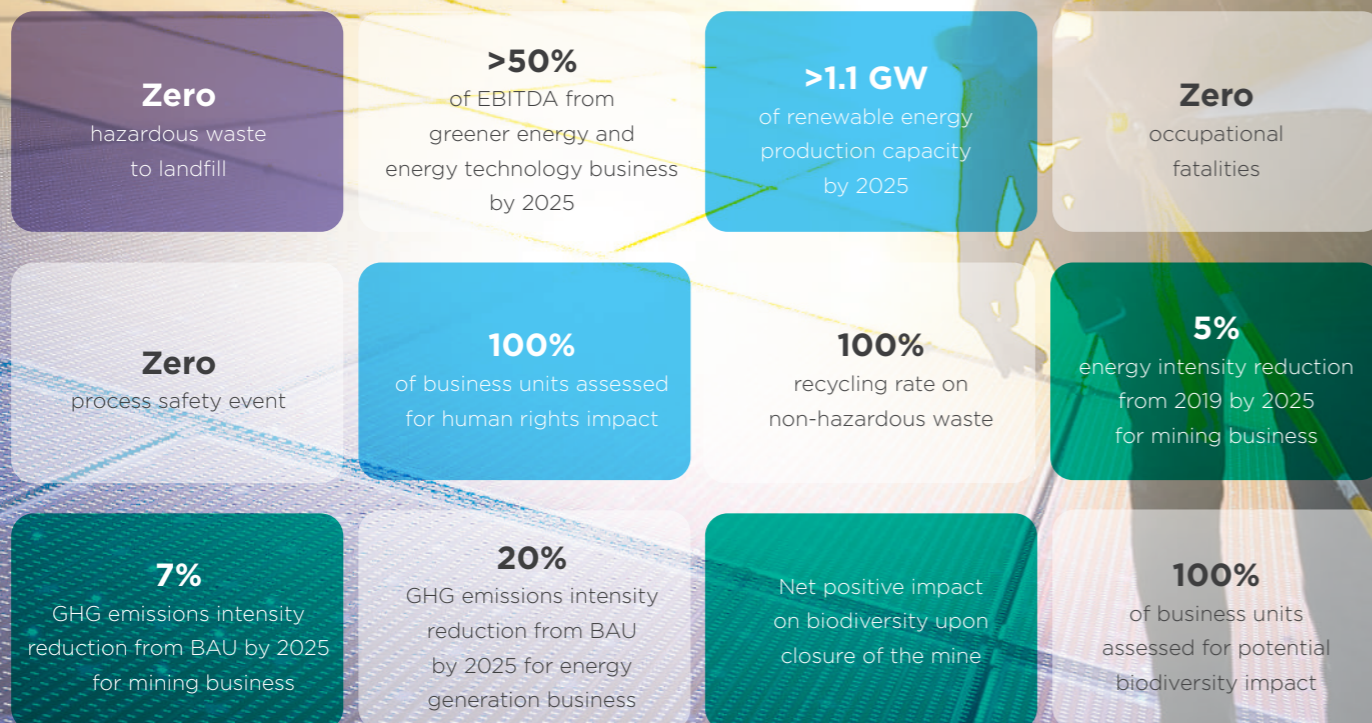 Zero
hazardous waste
to landfill
>50%
of EBITDA from
greener energy and
energy technology business
by 2025
>1.1 GW
of renewable energy
production capacity
by 2025
Zero
occupational
fatalities
Zero
process safety event
100%
of business units assessed
for human rights impact
100%
recycling rate on
non-hazardous waste
5%
energy intensity reduction
from 2019 by 2025
for mining business
7%
GHG emissions intensity
reduction from BAU by 2025
for mining business
20%
GHG emissions intensity
reduction from BAU
by 2025 for energy
generation business
Net positive impact
on biodiversity upon
closure of the mine
100%
of business units
assessed for potential
biodiversity impact